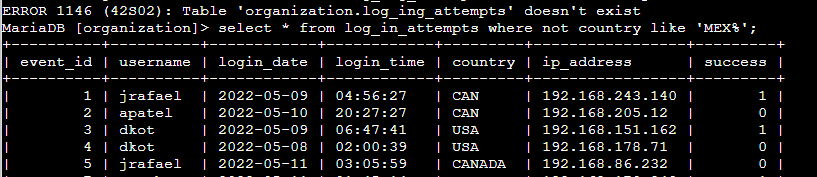 ERROR 1146 (42S02): Table 'organization.log_ing_attempts' doesn't exist
MariaDB [organization]> select * from log_in_attempts where not country like 'MEX%';
+----------+----------+------------+------------+---------+-----------------+---------+
| event_id | username | login_date | login_time | country | ip_address      | success |
+----------+----------+------------+------------+---------+-----------------+---------+
|        1 | jrafael  | 2022-05-09 | 04:56:27   | CAN     | 192.168.243.140 |       1 |
|        2 | apatel   | 2022-05-10 | 20:27:27   | CAN     | 192.168.205.12  |       0 |
|        3 | dkot     | 2022-05-09 | 06:47:41   | USA     | 192.168.151.162 |       1 |
|        4 | dkot     | 2022-05-08 | 02:00:39   | USA     | 192.168.178.71  |       0 |
|        5 | jrafael  | 2022-05-11 | 03:05:59   | CANADA  | 192.168.86.232  |       0 |